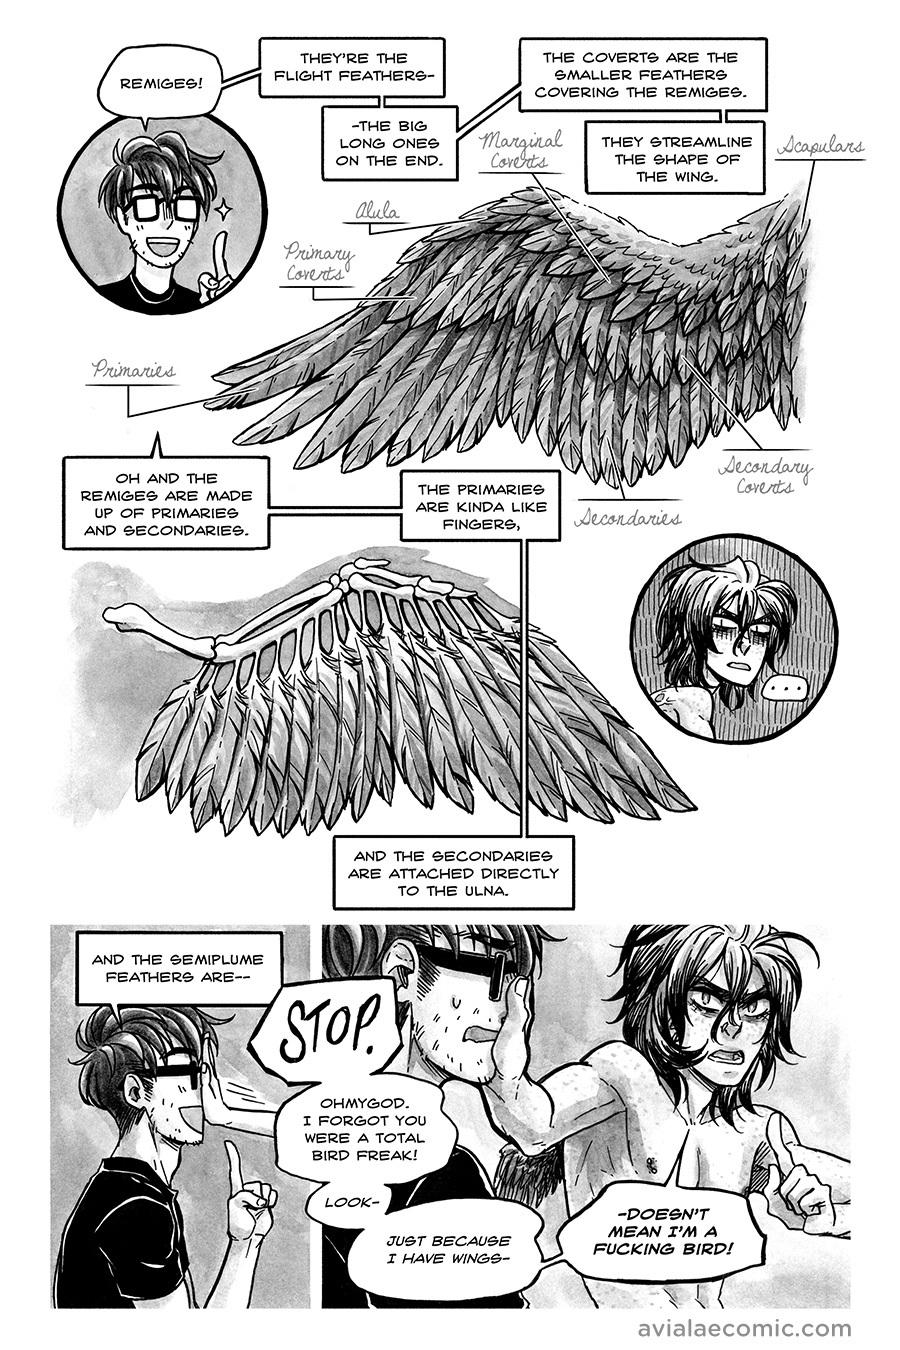 REMIGES!
THEY'RE THE
FLIGHT FEATHERS-
-THE BIG
LONG ONES
ON THE END.
THE COVERTS ARE THE
SMALLER FEATHERS
COVERING THE REMIGES.
THEY STREAMLINE
THE SHAPE OF
THE WING.
Marginal
Coverts
Scapulars
Alula
Primary
Coverts
Primaries
Secondary
Coverts
Secondaries
OH AND THE
REMIGES ARE MADE
UP OF PRIMARIES
AND SECONDARIES.
THE PRIMARIES
ARE KINDA LIKE
FINGERS,
...
AND THE SECONDARIES
ARE ATTACHED DIRECTLY
TO THE ULNA.
AND THE SEMIPLUME
FEATHERS ARE--
STOP.
OHMYGOD.
I FORGOT YOU
WERE A TOTAL
BIRD FREAK!
LOOK-
JUST BECAUSE
I HAVE WINGS-
-DOESN'T
MEAN I'M A
FUCKING BIRD!
avialaecomic.com